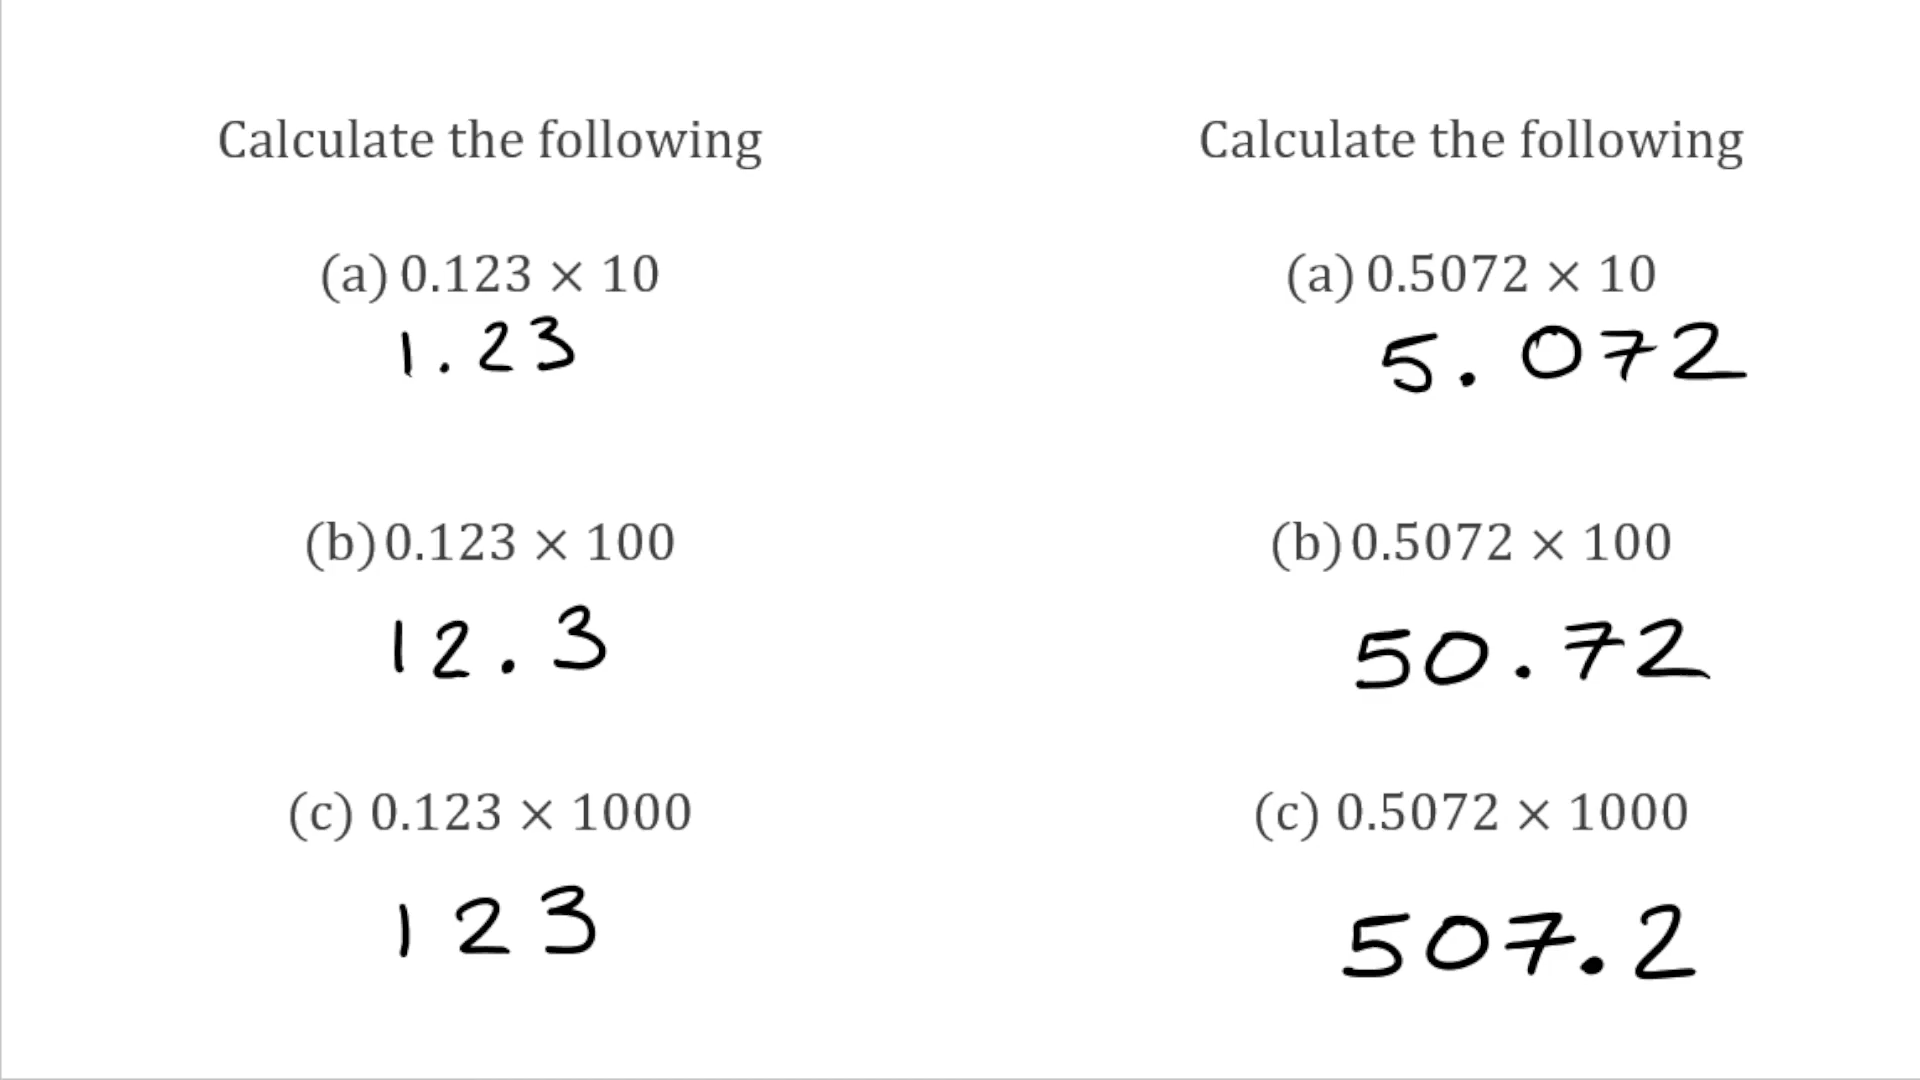 Calculate the following
(a) 0.123 × 10
1.23
(b) 0.123 × 100
12.3
(c) 0.123 × 1000
123
Calculate the following
(a) 0.5072 × 10
5.072
(b) 0.5072 × 100
50.72
(c) 0.5072 × 1000
507.2